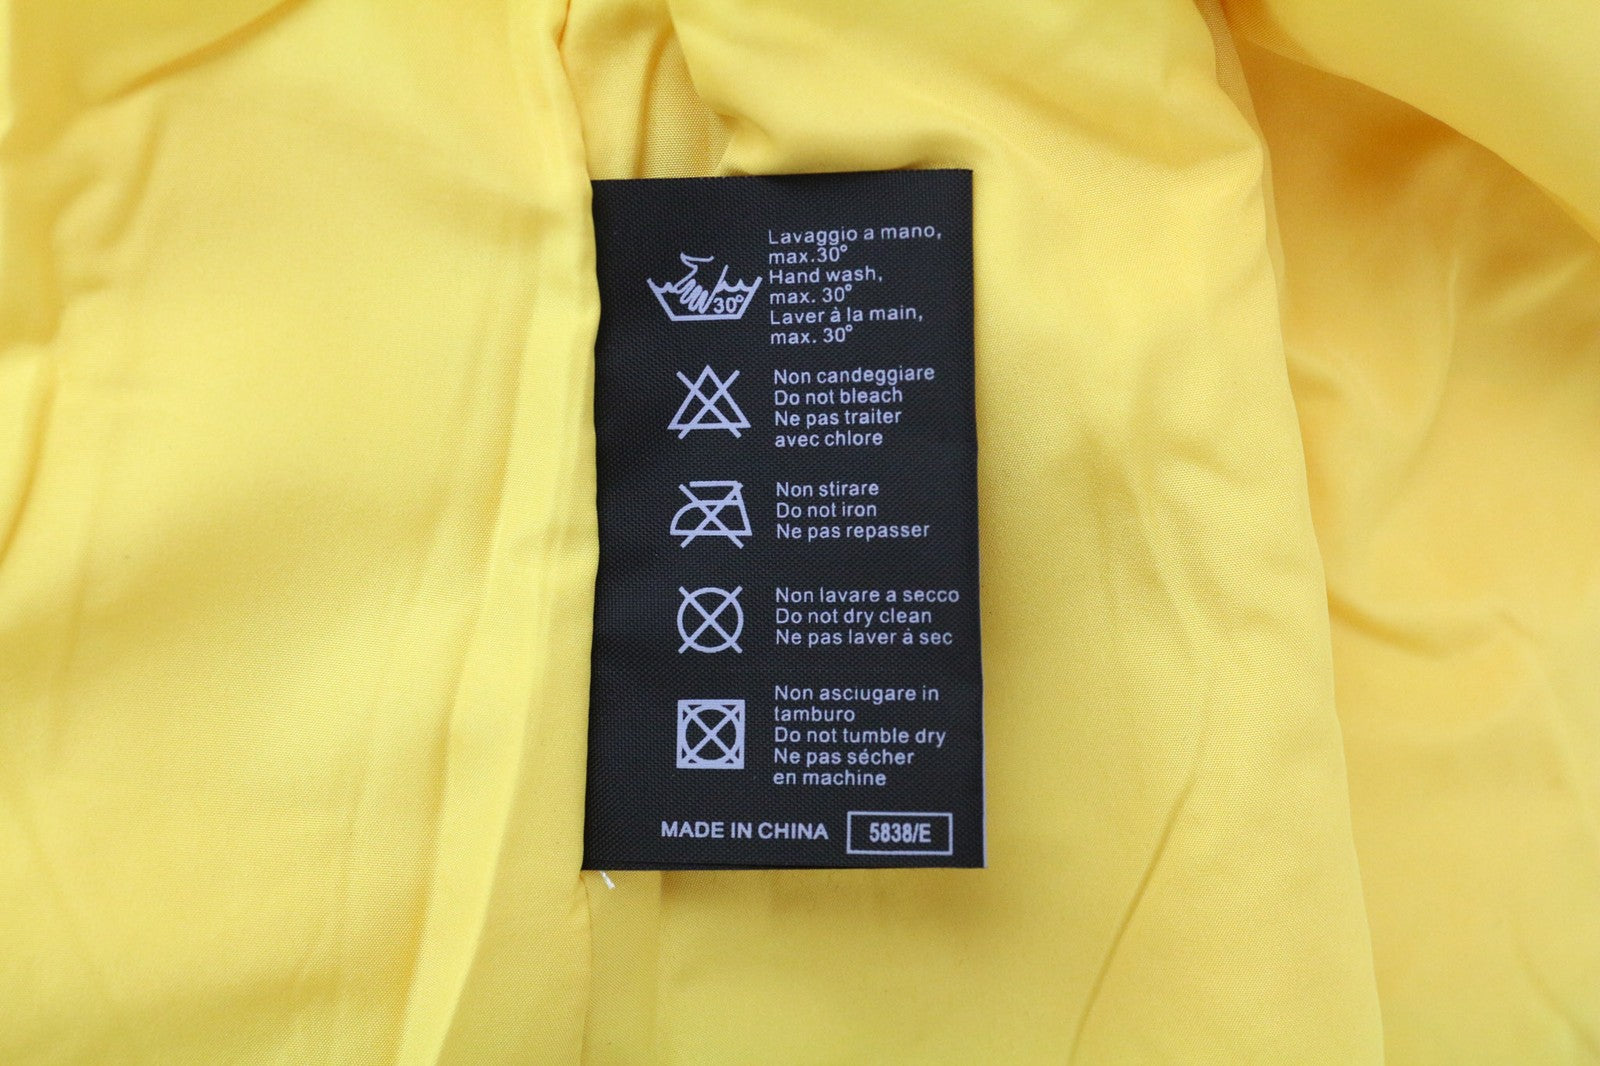 Lavaggio a mano,
max.30°
Hand wash,
max. 30°
Laver à la main,
max. 30°
30°
Non candeggiare
Do not bleach
Ne pas traiter
avec chlore
Non stirare
Do not iron
Ne pas repasser
Non lavare a secco
Do not dry clean
Ne pas laver à sec
Non asciugare in
tamburo
Do not tumble dry
Ne pas sécher
en machine
MADE IN CHINA 5838/E